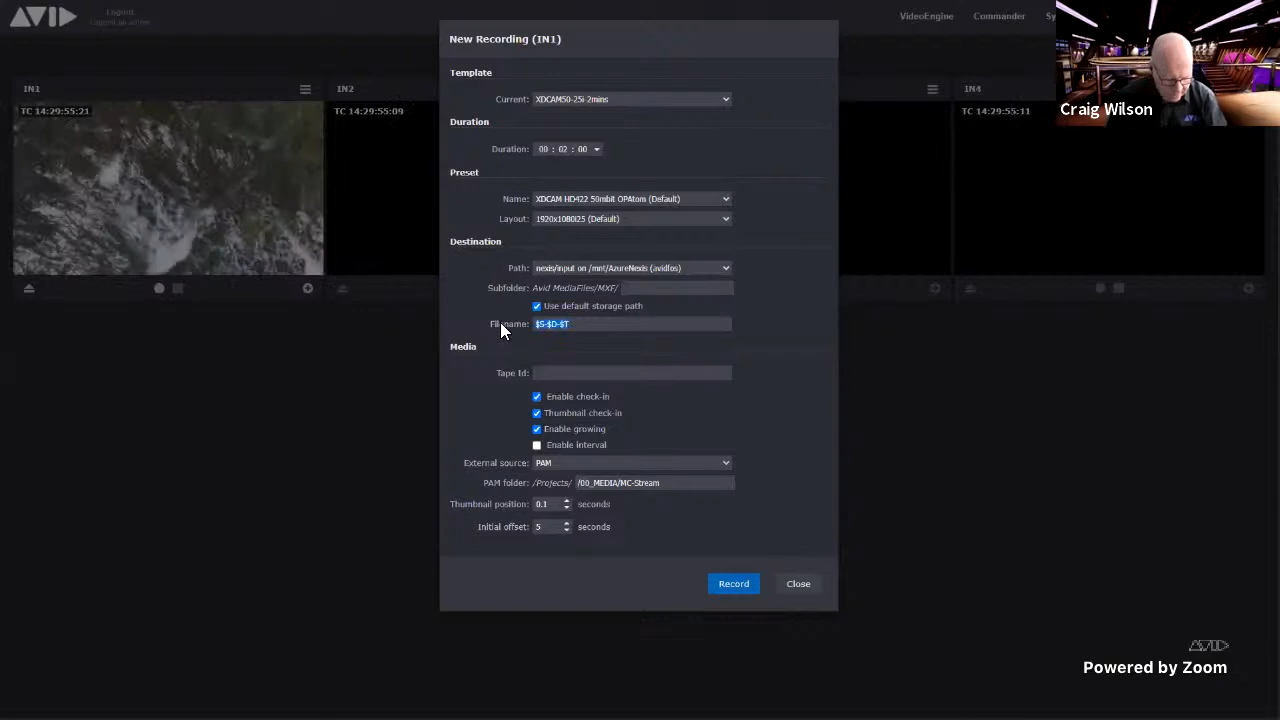 AVID
Logout
VideoEngine
Commander
Sy
New Recording (IN1)
Template
Current: XDCAM50-25i-2mins
Duration
Duration: 00 : 02 : 00
Preset
Name: XDCAM HD422 50mbit OPAtom (Default)
Layout: 1920x1080i25 (Default)
Destination
Path: nexis/input on /mnt/AzureNexis (avidfos)
Subfolder: Avid MediaFiles/MXF/
Use default storage path
Filename: $S-$D-$T
Media
Tape Id:
Enable check-in
Thumbnail check-in
Enable growing
Enable interval
External source: PAM
PAM folder: /Projects/ /00_MEDIA/MC-Stream
Thumbnail position: 0.1 seconds
Initial offset: 5 seconds
Record
Close
IN1
TC 14:29:55:21
IN2
TC 14:29:55:09
IN4
TC 14:29:55:11
Craig Wilson
AVID
Powered by Zoom